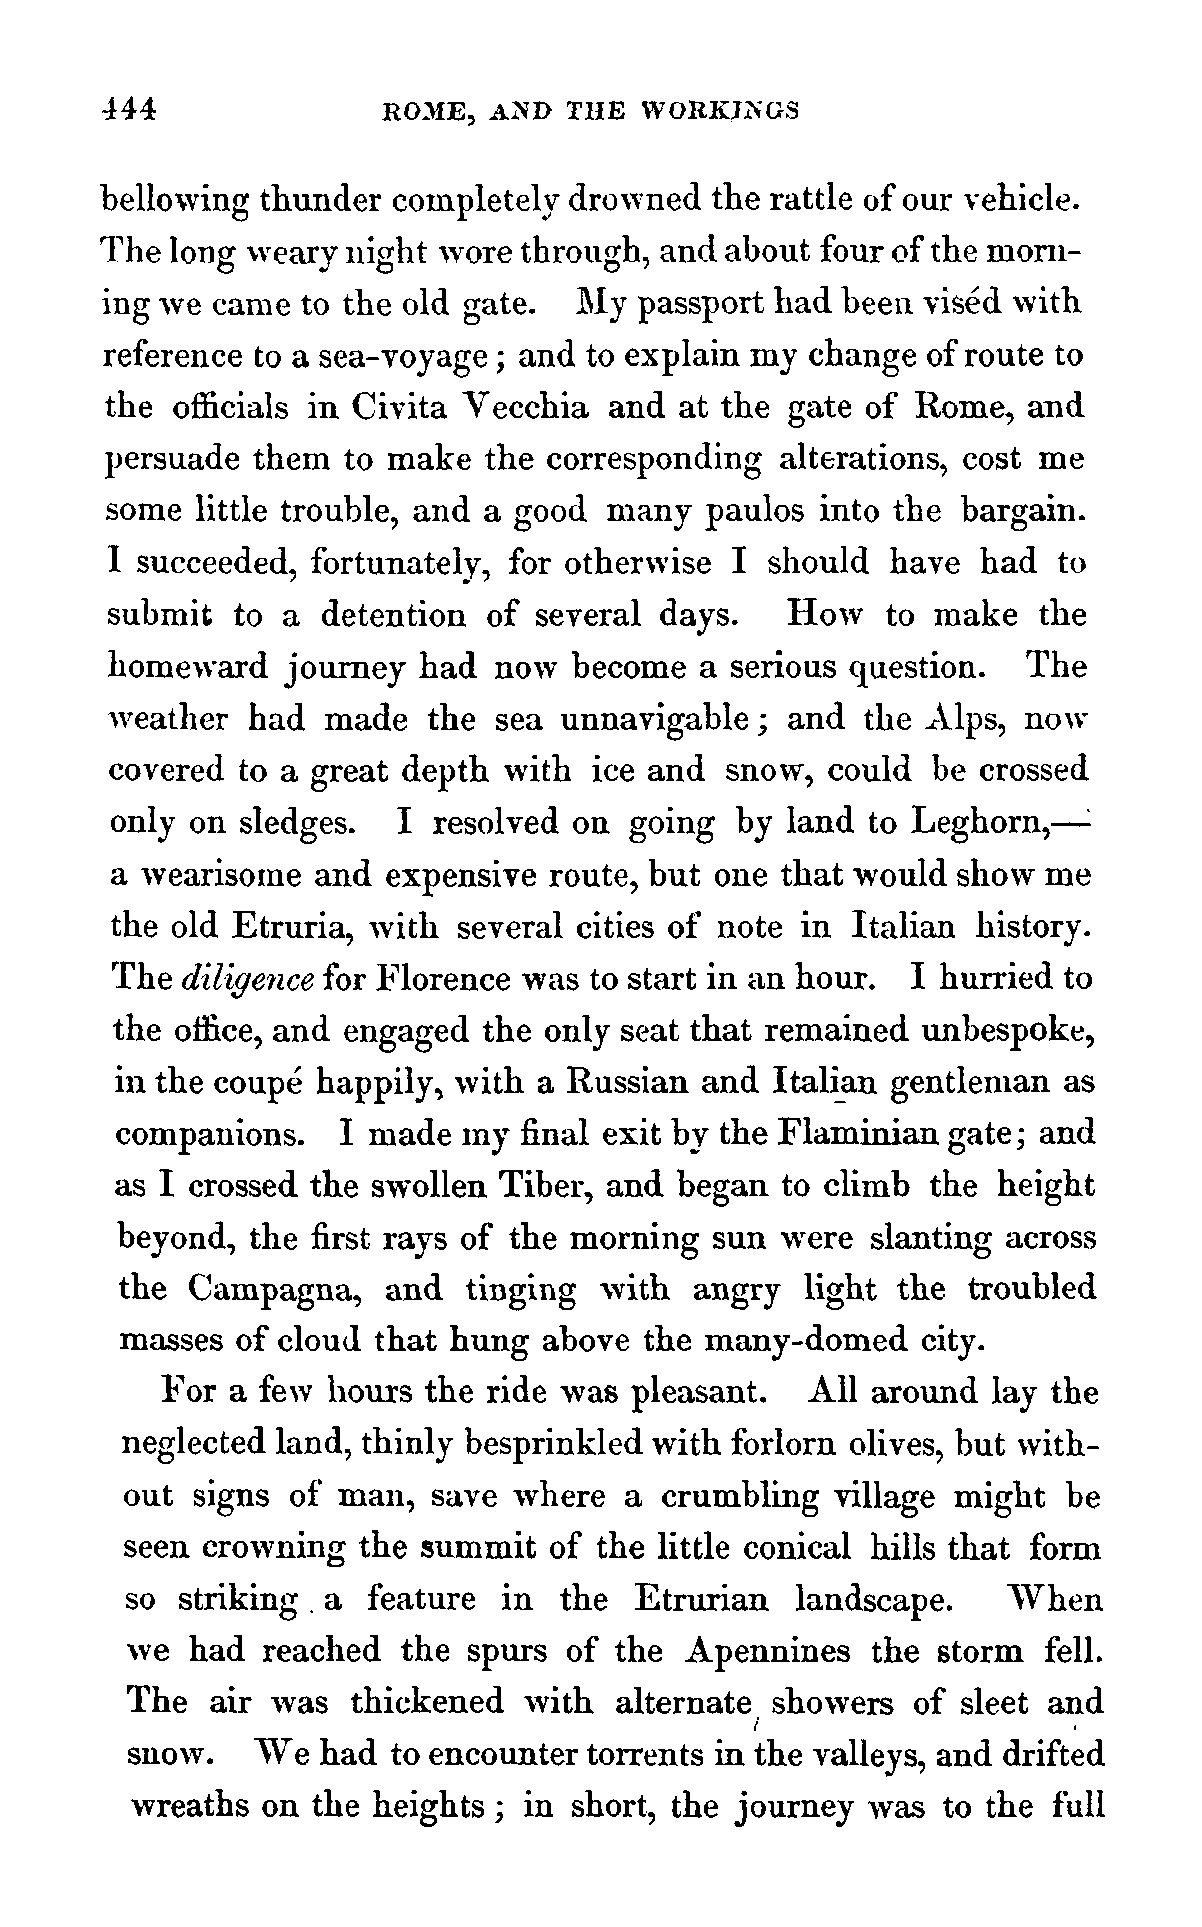 444 ROME, AND THE WORKINGS
bellowing thunder completely drowned the rattle of our vehicle.
The long weary night wore through, and about four of the morn-
ing we came to the old gate. My passport had been viséd with
reference to a sea-voyage; and to explain my change of route to
the officials in Civita Vecchia and at the gate of Rome, and
persuade them to make the corresponding alterations, cost me
some little trouble, and a good many paulos into the bargain.
I succeeded, fortunately, for otherwise I should have had to
submit to a detention of several days. How to make the
homeward journey had now become a serious question. The
weather had made the sea unnavigable; and the Alps, now
covered to a great depth with ice and snow, could be crossed
only on sledges. I resolved on going by land to Leghorn,—
a wearisome and expensive route, but one that would show me
the old Etruria, with several cities of note in Italian history.
The diligence for Florence was to start in an hour. I hurried to
the office, and engaged the only seat that remained unbespoke,
in the coupé happily, with a Russian and Italian gentleman as
companions. I made my final exit by the Flaminian gate; and
as I crossed the swollen Tiber, and began to climb the height
beyond, the first rays of the morning sun were slanting across
the Campagna, and tinging with angry light the troubled
masses of cloud that hung above the many-domed city.
For a few hours the ride was pleasant. All around lay the
neglected land, thinly besprinkled with forlorn olives, but with-
out signs of man, save where a crumbling village might be
seen crowning the summit of the little conical hills that form
so striking a feature in the Etrurian landscape. When
we had reached the spurs of the Apennines the storm fell.
The air was thickened with alternate showers of sleet and
snow. We had to encounter torrents in the valleys, and drifted
wreaths on the heights; in short, the journey was to the full